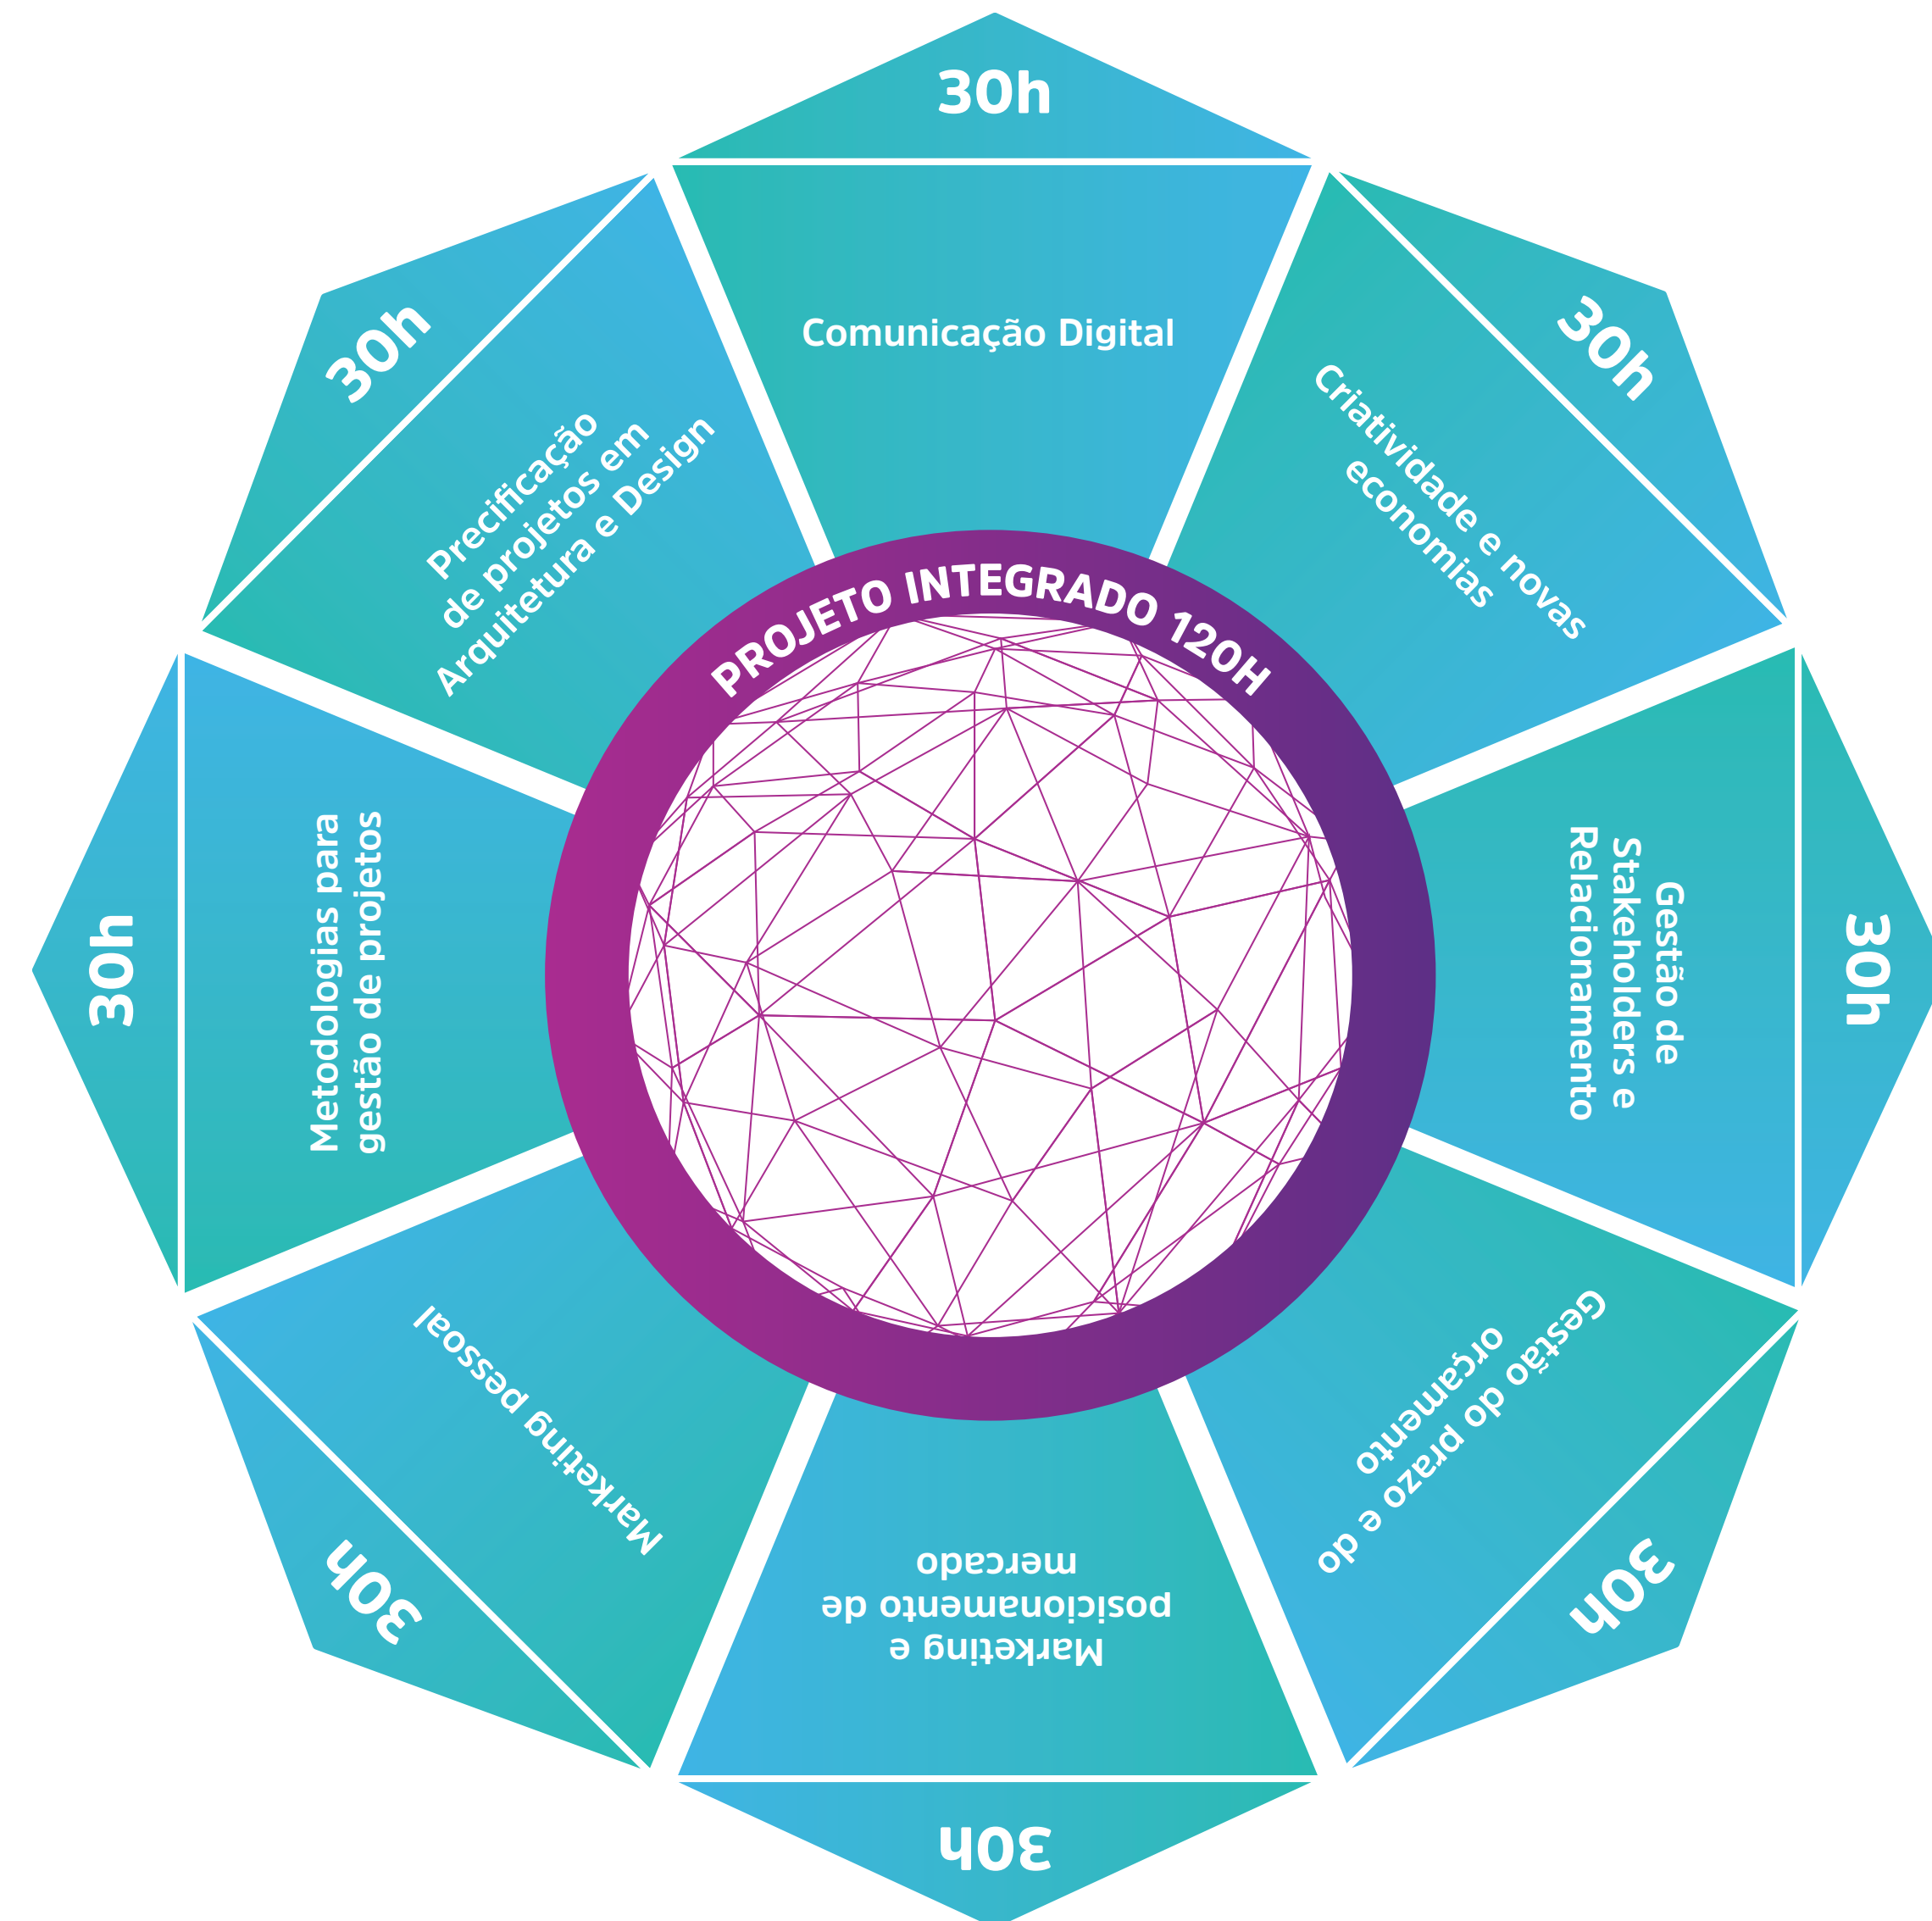 30h
Comunicação Digital
30h
Criatividade e novas
economias
30h
Gestão de
Stakeholders e
Relacionamento
30h
Gestão do prazo e do
orçamento
30h
Marketing e
posicionamento de
mercado
30h
Marketing pessoal
30h
Metodologias para
gestão de projetos
30h
Precificação
de projetos em
Arquitetura e Design
PROJETO INTEGRADO 120H